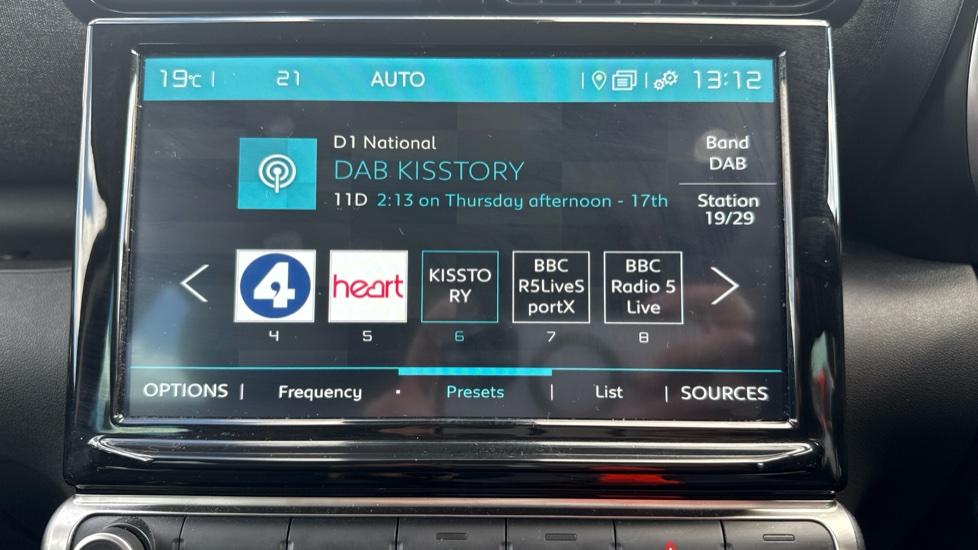 19°C | 21 AUTO | | 13:12
D1 National
DAB KISSTORY
11D 2:13 on Thursday afternoon - 17th
Band
DAB
Station
19/29
4
heart
KISSTO
RY
BBC
R5LiveS
portX
BBC
Radio 5
Live
4 5 6 7 8
OPTIONS | Frequency · Presets | List | SOURCES